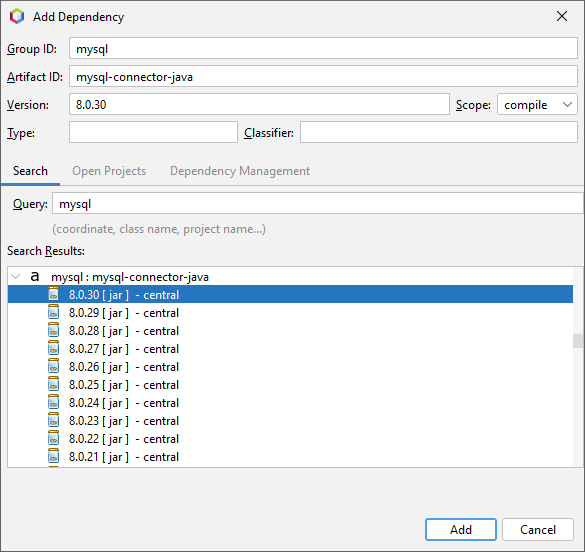 Add Dependency
Group ID: mysql
Artifact ID: mysql-connector-java
Version: 8.0.30 Scope: compile
Type: Classifier:
Search Open Projects Dependency Management
Query: mysql
(coordinate, class name, project name...)
Search Results:
a mysql : mysql-connector-java
8.0.30 [ jar ] - central
8.0.29 [ jar ] - central
8.0.28 [ jar ] - central
8.0.27 [ jar ] - central
8.0.26 [ jar ] - central
8.0.25 [ jar ] - central
8.0.24 [ jar ] - central
8.0.23 [ jar ] - central
8.0.22 [ jar ] - central
8.0.21 [ jar ] - central
Add Cancel